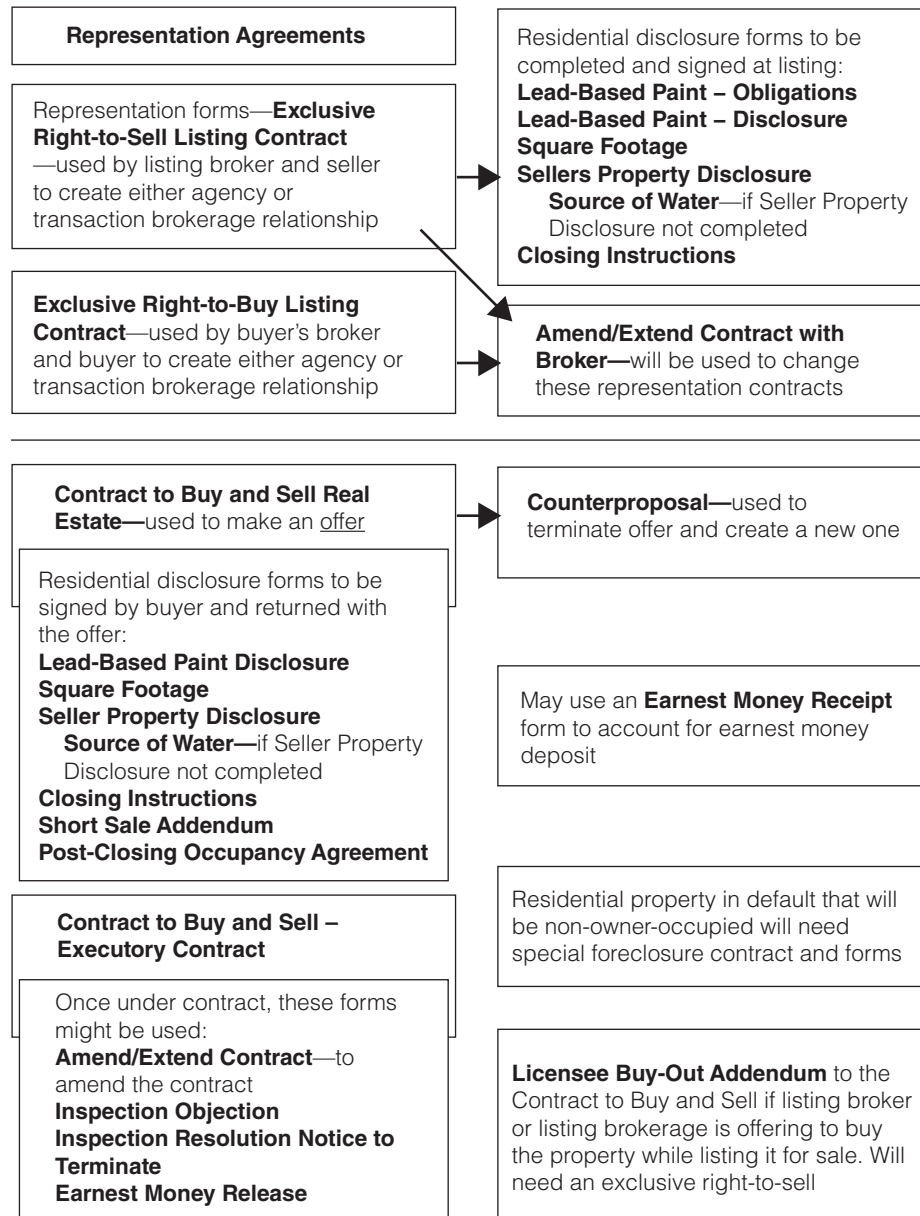 Representation Agreements
Representation forms—Exclusive
Right-to-Sell Listing Contract
—used by listing broker and seller
to create either agency or
transaction brokerage relationship
Residential disclosure forms to be
completed and signed at listing:
Lead-Based Paint – Obligations
Lead-Based Paint – Disclosure
Square Footage
Sellers Property Disclosure
Source of Water—if Seller Property
Disclosure not completed
Closing Instructions
Exclusive Right-to-Buy Listing
Contract—used by buyer’s broker
and buyer to create either agency or
transaction brokerage relationship
Amend/Extend Contract with
Broker—will be used to change
these representation contracts
Contract to Buy and Sell Real
Estate—used to make an offer
Counterproposal—used to
terminate offer and create a new one
Residential disclosure forms to be
signed by buyer and returned with
the offer:
Lead-Based Paint Disclosure
Square Footage
Seller Property Disclosure
Source of Water—if Seller Property
Disclosure not completed
Closing Instructions
Short Sale Addendum
Post-Closing Occupancy Agreement
May use an Earnest Money Receipt
form to account for earnest money
deposit
Contract to Buy and Sell –
Executory Contract
Residential property in default that will
be non-owner-occupied will need
special foreclosure contract and forms
Once under contract, these forms
might be used:
Amend/Extend Contract—to
amend the contract
Inspection Objection
Inspection Resolution Notice to
Terminate
Earnest Money Release
Licensee Buy-Out Addendum to the
Contract to Buy and Sell if listing broker
or listing brokerage is offering to buy
the property while listing it for sale. Will
need an exclusive right-to-sell